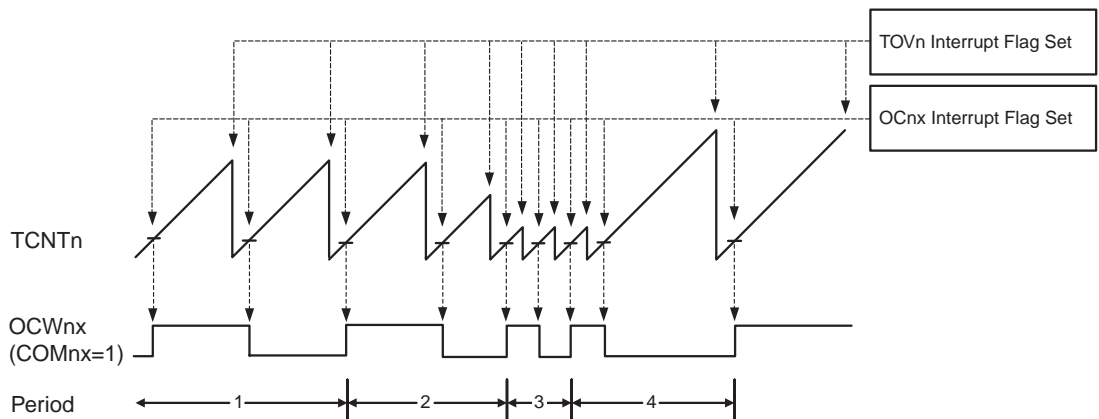 TOVn Interrupt Flag Set
OCnx Interrupt Flag Set
TCNTn
OCWnx
(COMnx=1)
Period
1
2
3
4